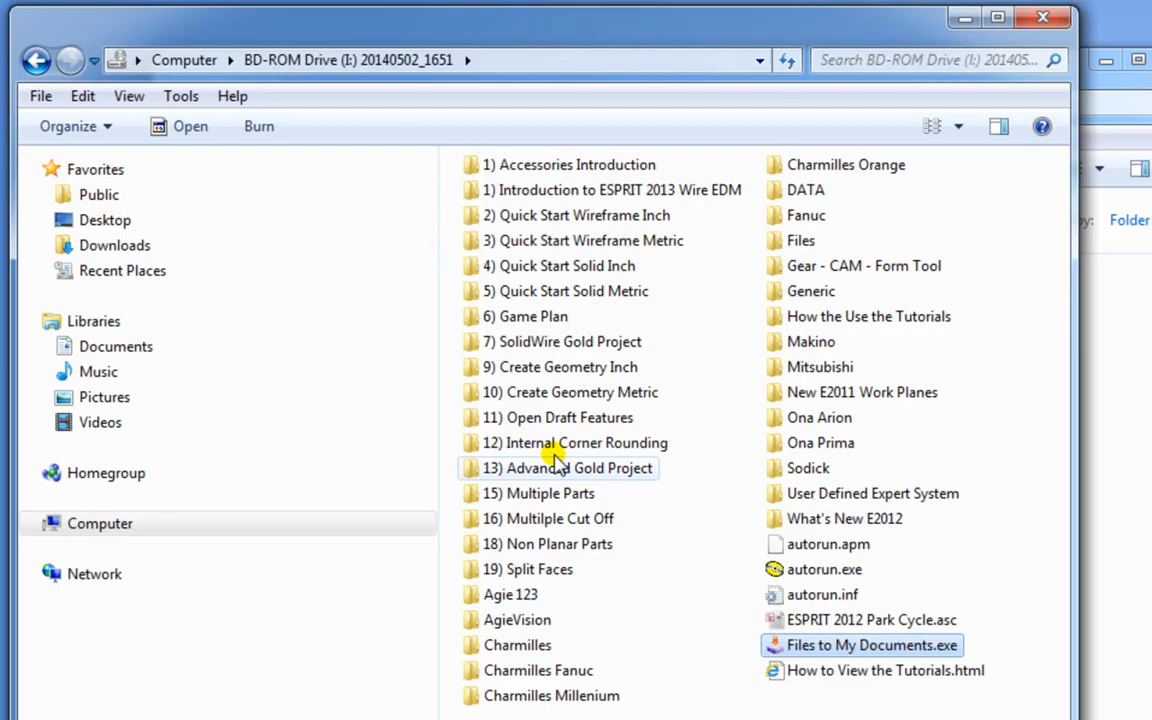 Computer BD-ROM Drive (I:) 20140502_1651 Search BD-ROM Drive (I:) 201405...
File Edit View Tools Help
Organize Open Burn
Favorites
Public
Desktop
Downloads
Recent Places
Libraries
Documents
Music
Pictures
Videos
Homegroup
Computer
Network
1) Accessories Introduction
1) Introduction to ESPRIT 2013 Wire EDM
2) Quick Start Wireframe Inch
3) Quick Start Wireframe Metric
4) Quick Start Solid Inch
5) Quick Start Solid Metric
6) Game Plan
7) SolidWire Gold Project
9) Create Geometry Inch
10) Create Geometry Metric
11) Open Draft Features
12) Internal Corner Rounding
13) Advanced Gold Project
15) Multiple Parts
16) Multilple Cut Off
18) Non Planar Parts
19) Split Faces
Agie 123
AgieVision
Charmilles
Charmilles Fanuc
Charmilles Millenium
Charmilles Orange
DATA
Fanuc
Files
Gear - CAM - Form Tool
Generic
How the Use the Tutorials
Makino
Mitsubishi
New E2011 Work Planes
Ona Arion
Ona Prima
Sodick
User Defined Expert System
What's New E2012
autorun.apm
autorun.exe
autorun.inf
ESPRIT 2012 Park Cycle.asc
Files to My Documents.exe
How to View the Tutorials.html
by: Folder